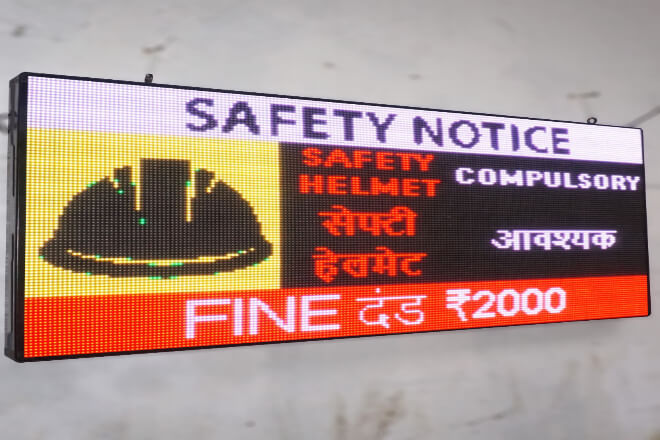 SAFETY NOTICE
SAFETY
HELMET
COMPULSORY
सेफ्टी
हेलमेट
आवश्यक
FINE दंड ₹2000